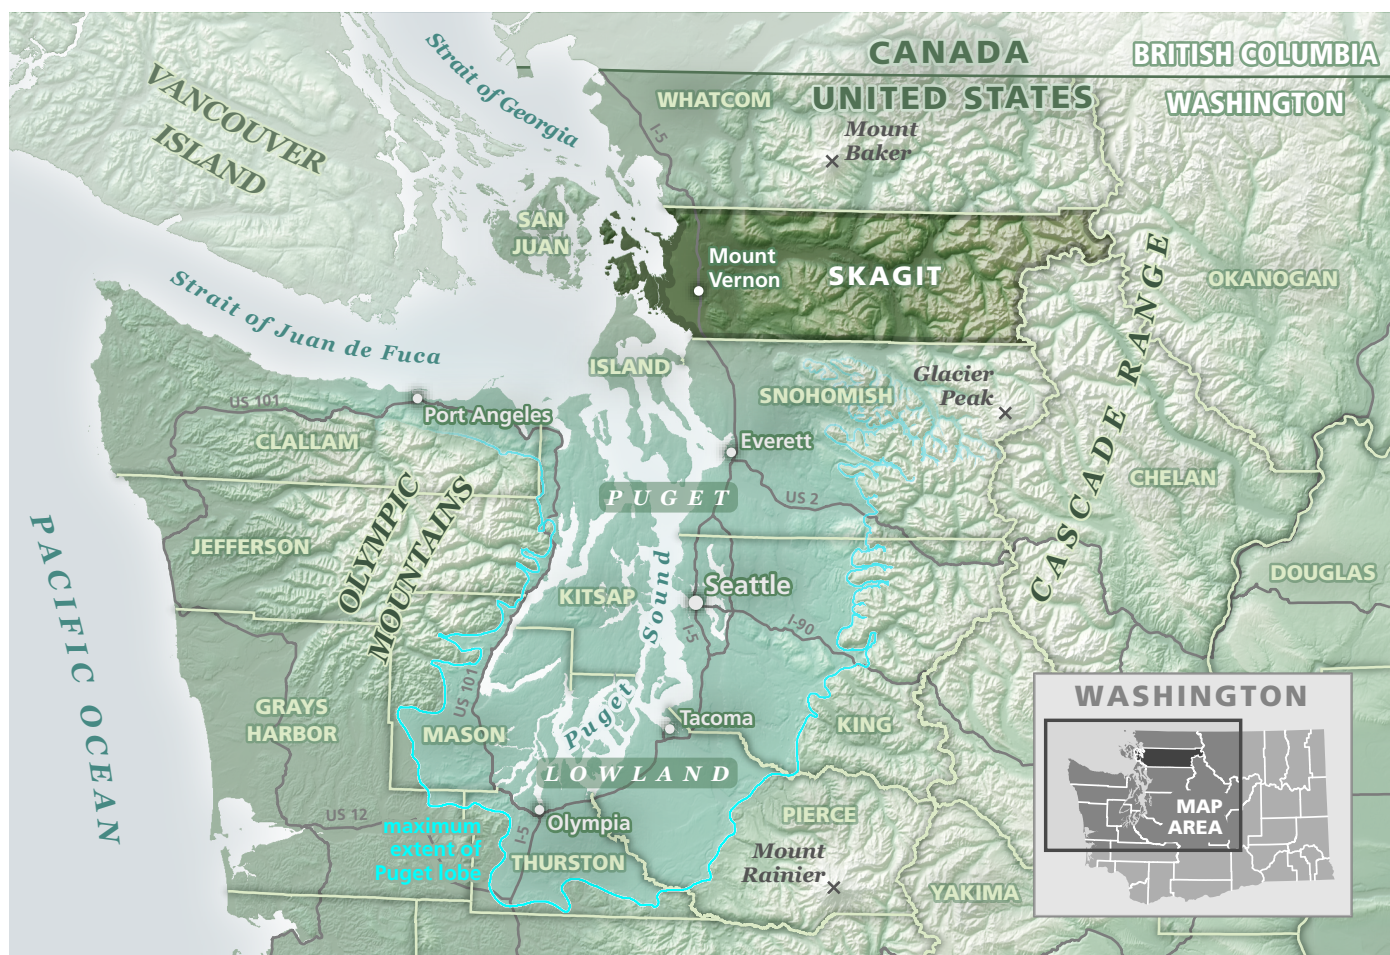 CANADA
BRITISH COLUMBIA
UNITED STATES
WASHINGTON
Strait of Georgia
VANCOUVER
ISLAND
WHATCOM
I-5
Mount
Baker
SAN
JUAN
Mount
Vernon
SKAGIT
OKANOGAN
Strait of Juan de Fuca
ISLAND
CASCADE RANGE
Glacier
Peak
SNOHOMISH
US 101
Port Angeles
CLALLAM
Everett
CHELAN
PUGET
US 2
PACIFIC OCEAN
OLYMPIC
MOUNTAINS
JEFFERSON
DOUGLAS
KITSAP
Seattle
Puget Sound
I-5
I-90
US 101
GRAYS
HARBOR
MASON
Tacoma
KING
LOWLAND
US 12
maximum
extent of
Puget lobe
Olympia
I-5
THURSTON
PIERCE
Mount
Rainier
YAKIMA
WASHINGTON
MAP
AREA